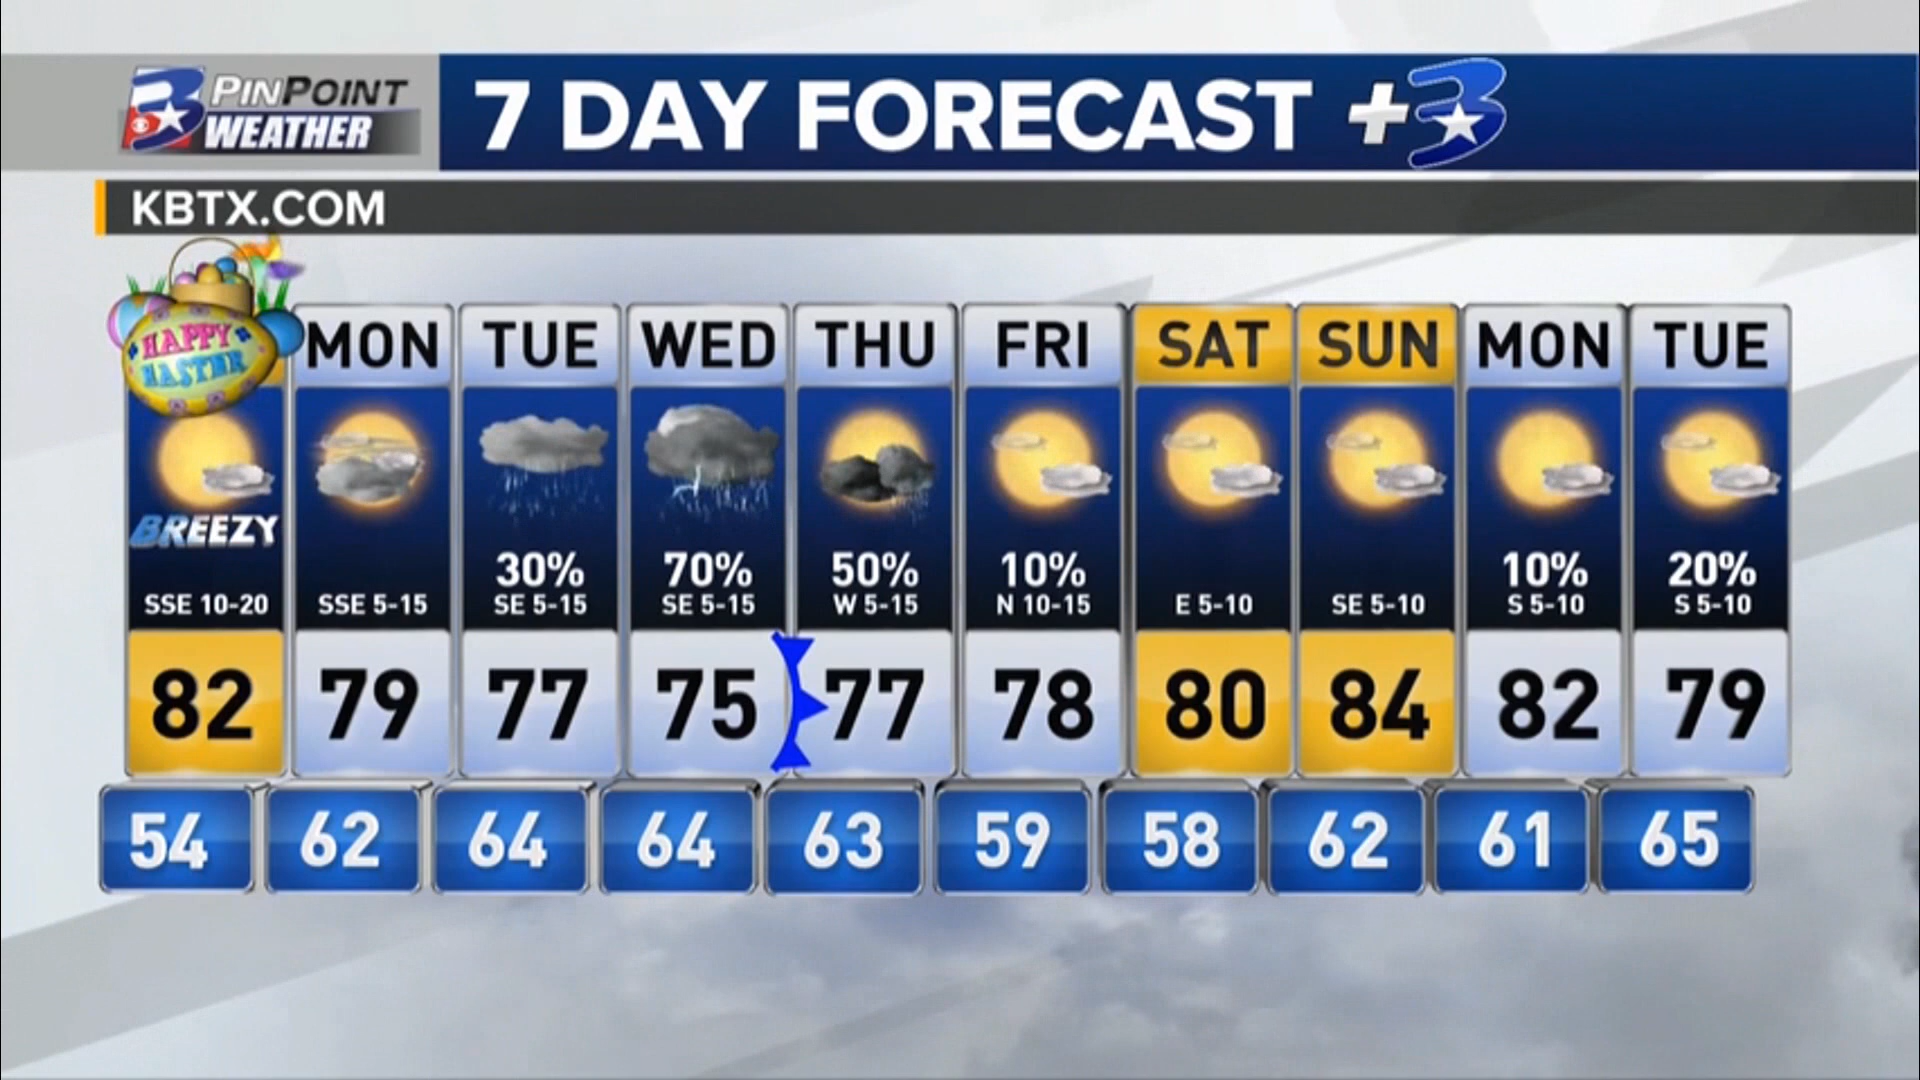 PINPOINT
WEATHER
7 DAY FORECAST +3
KBTX.COM
HAPPY
EASTER
MON TUE WED THU FRI SAT SUN MON TUE
BREEZY
30% 70% 50% 10% 10% 20%
SSE 10-20 SSE 5-15 SE 5-15 SE 5-15 W 5-15 N 10-15 E 5-10 SE 5-10 S 5-10 S 5-10
82 79 77 75 77 78 80 84 82 79
54 62 64 64 63 59 58 62 61 65